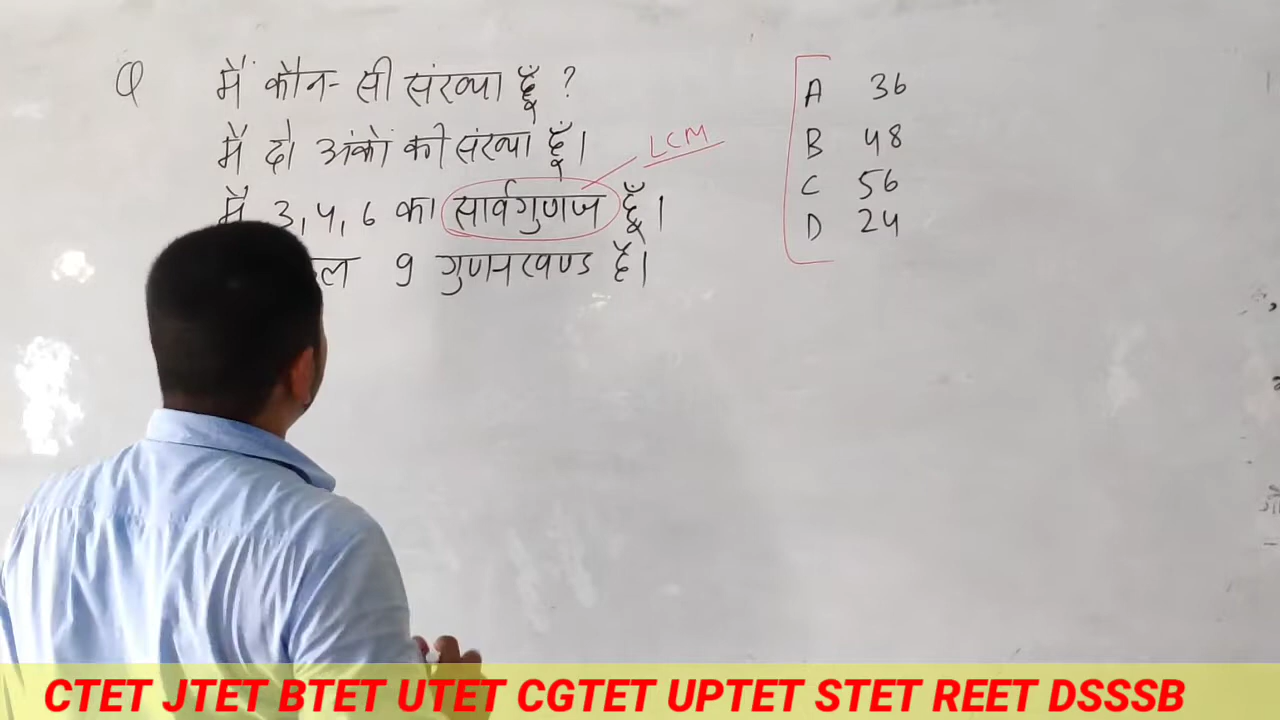 Q मैं कौन-सी संख्या हूँ ?
मैं दो अंकों की संख्या हूँ।
मैं 3, 4, 6 का सार्वगुणज हूँ।
LCM
9 गुणनखण्ड हैं।
A 36
B 48
C 56
D 24
CTET JTET BTET UTET CGTET UPTET STET REET DSSSB